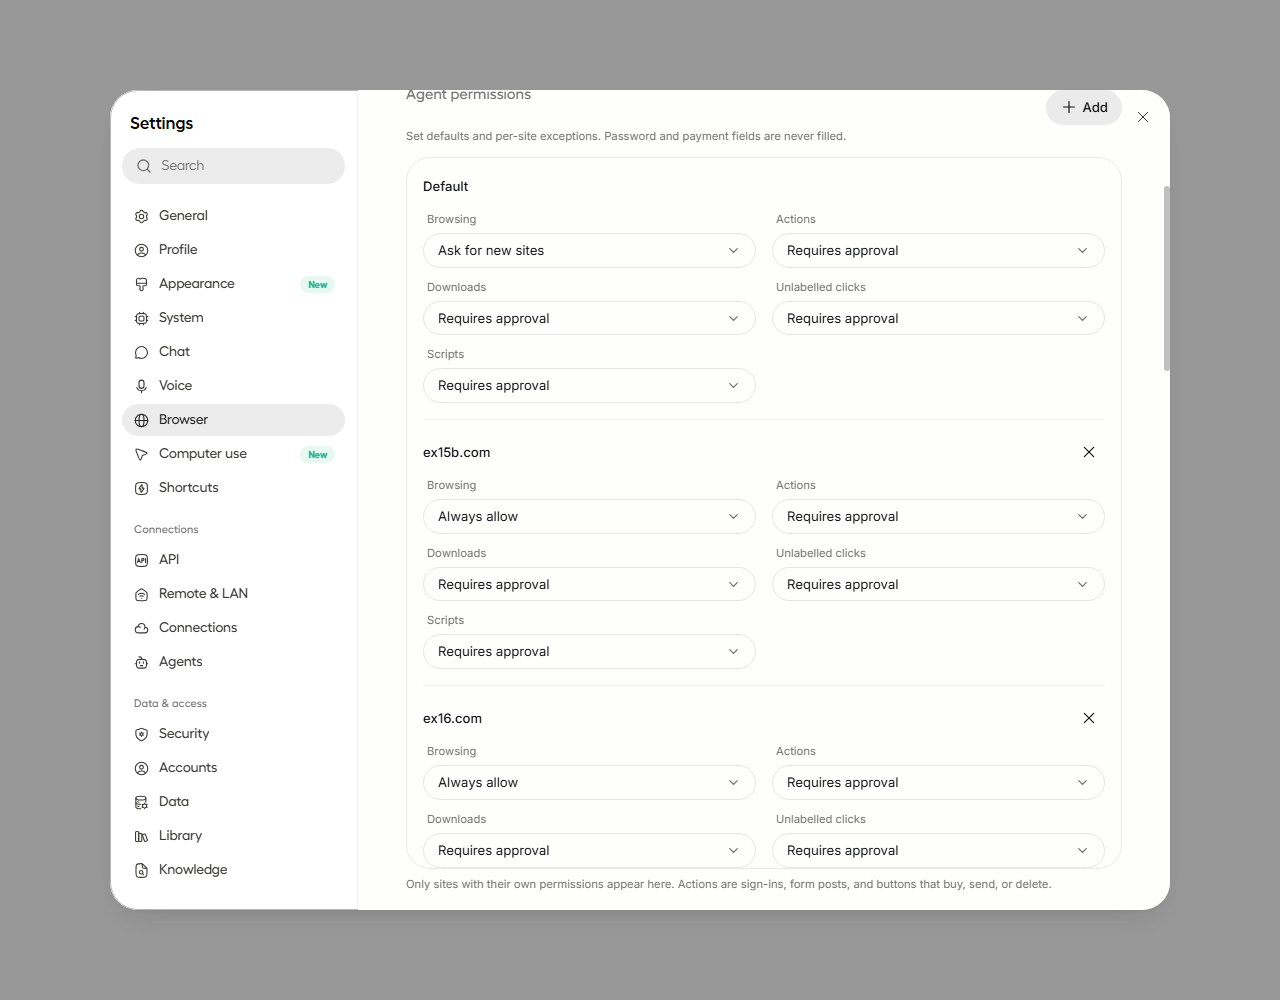 Settings
Search
General
Profile
Appearance New
System
Chat
Voice
Browser
Computer use New
Shortcuts
Connections
API
Remote & LAN
Connections
Agents
Data & access
Security
Accounts
Data
Library
Knowledge
Agent permissions
Add
Set defaults and per-site exceptions. Password and payment fields are never filled.
Default
Browsing Actions
Ask for new sites Requires approval
Downloads Unlabelled clicks
Requires approval Requires approval
Scripts
Requires approval
ex15b.com
Browsing Actions
Always allow Requires approval
Downloads Unlabelled clicks
Requires approval Requires approval
Scripts
Requires approval
ex16.com
Browsing Actions
Always allow Requires approval
Downloads Unlabelled clicks
Requires approval Requires approval
Only sites with their own permissions appear here. Actions are sign-ins, form posts, and buttons that buy, send, or delete.